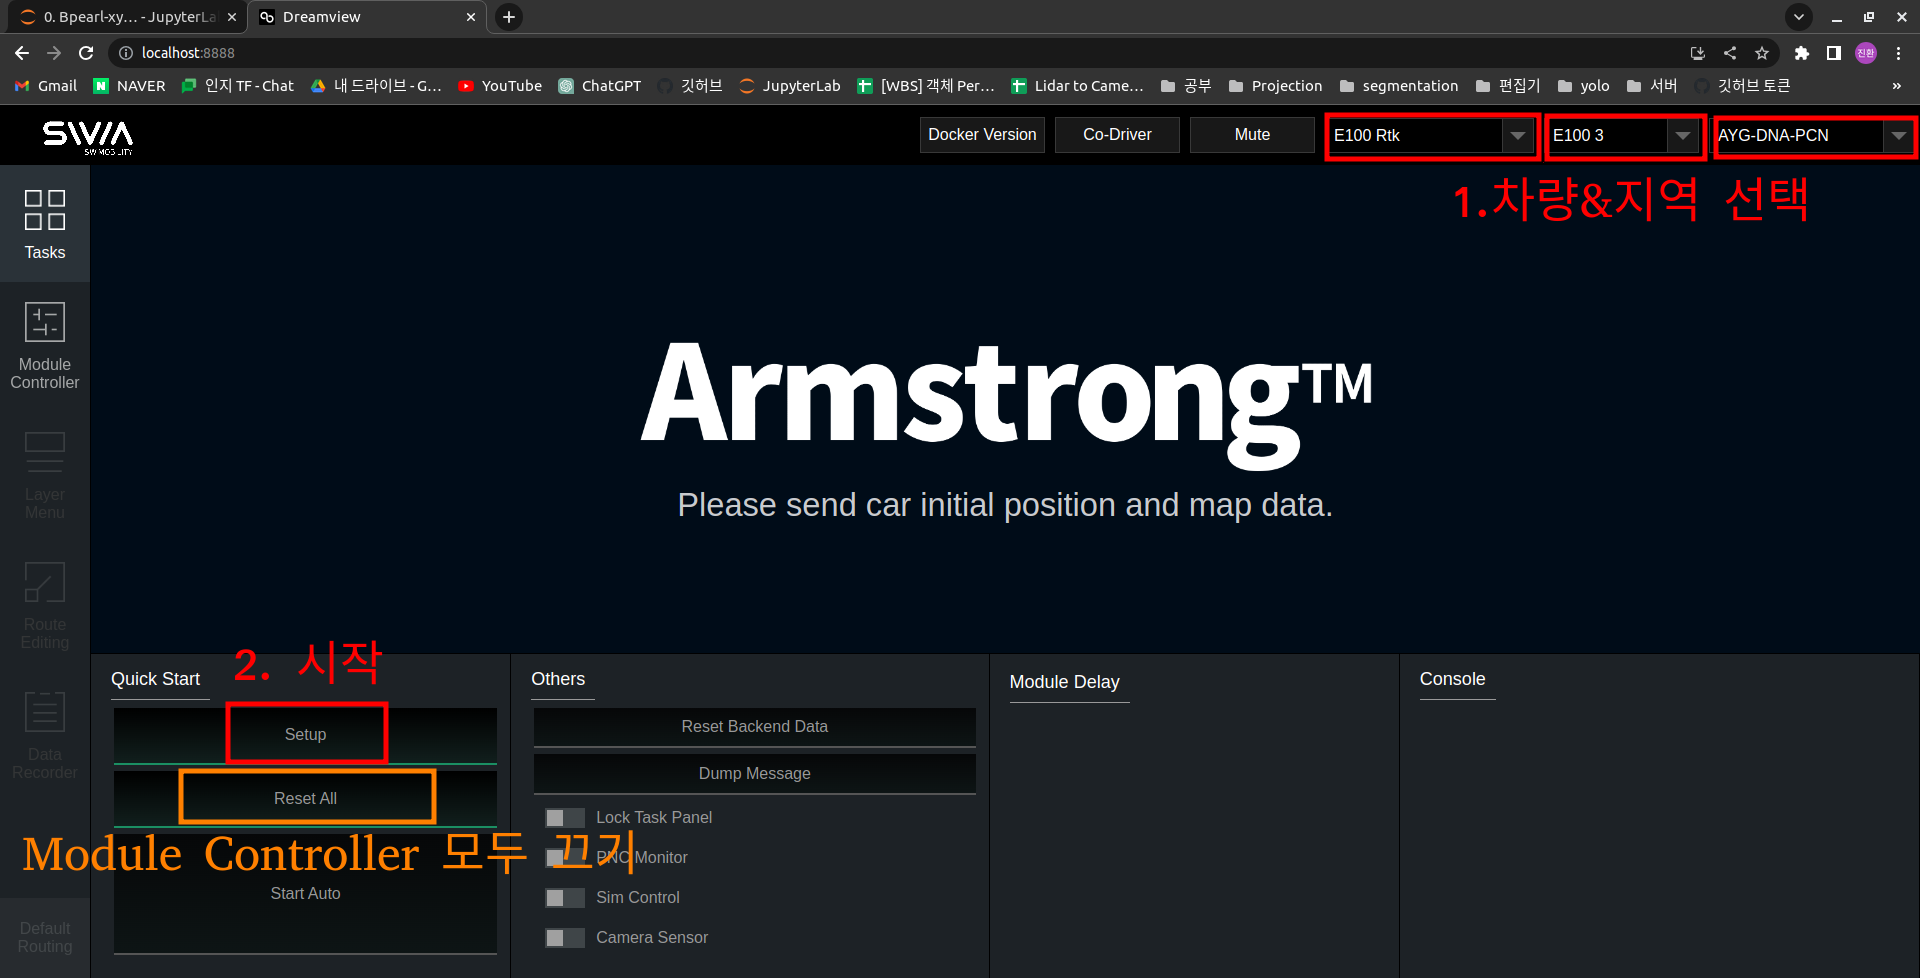 0. Bpearl-xy… - JupyterLa
Dreamview
localhost:8888
진환
Gmail
NAVER
인지 TF - Chat
내 드라이브 - G…
YouTube
ChatGPT
깃허브
JupyterLab
[WBS] 객체 Per…
Lidar to Came…
공부
Projection
segmentation
편집기
yolo
서버
깃허브 토큰
»
SWM
SW MOBILITY
Docker Version
Co-Driver
Mute
E100 Rtk
E100 3
AYG-DNA-PCN
1.차량&지역 선택
Tasks
Module
Controller
Layer
Menu
Route
Editing
Data
Recorder
Default
Routing
Armstrong™
Please send car initial position and map data.
2. 시작
Quick Start
Setup
Reset All
Module Controller 모두 끄기
Start Auto
Others
Reset Backend Data
Dump Message
Lock Task Panel
PNC Monitor
Sim Control
Camera Sensor
Module Delay
Console